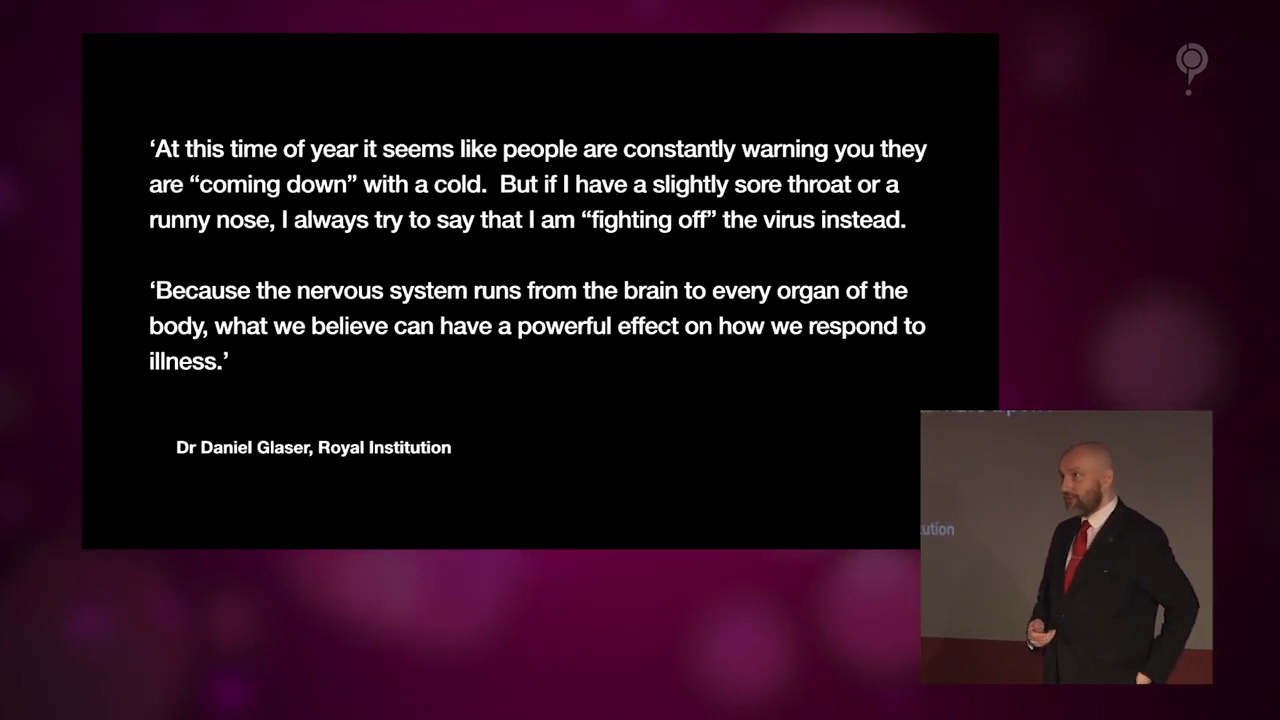 ‘At this time of year it seems like people are constantly warning you they
are “coming down” with a cold.  But if I have a slightly sore throat or a
runny nose, I always try to say that I am “fighting off” the virus instead.
‘Because the nervous system runs from the brain to every organ of the
body, what we believe can have a powerful effect on how we respond to
illness.’
Dr Daniel Glaser, Royal Institution
ution